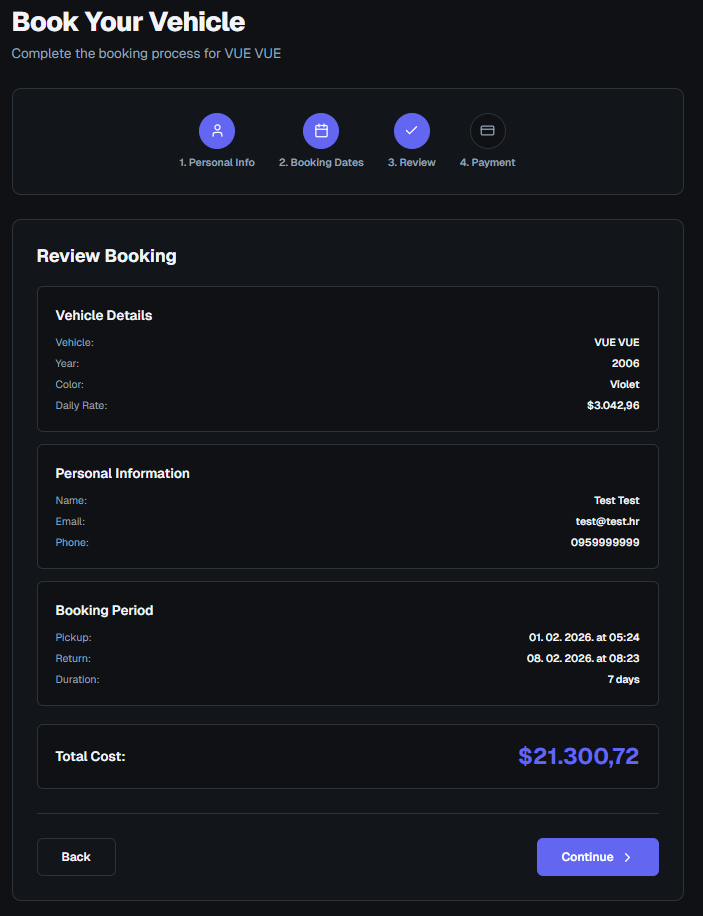 Book Your Vehicle
Complete the booking process for VUE VUE
1. Personal Info 2. Booking Dates 3. Review 4. Payment
Review Booking
Vehicle Details
Vehicle: VUE VUE
Year: 2006
Color: Violet
Daily Rate: $3.042,96
Personal Information
Name: Test Test
Email: test@test.hr
Phone: 0959999999
Booking Period
Pickup: 01. 02. 2026. at 05:24
Return: 08. 02. 2026. at 08:23
Duration: 7 days
Total Cost: $21.300,72
Back Continue